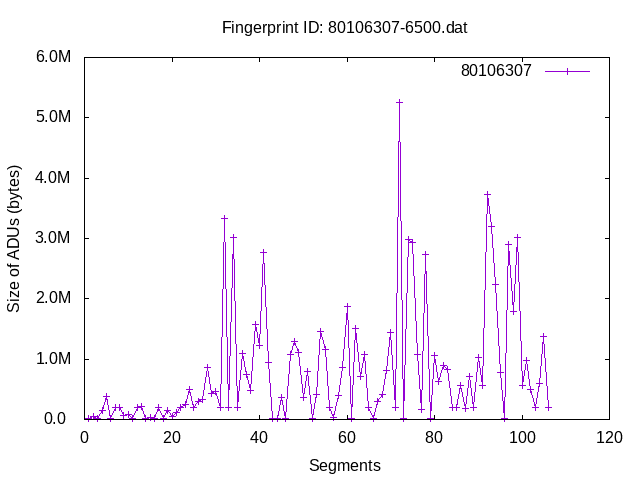 Fingerprint ID: 80106307-6500.dat
80106307
Size of ADUs (bytes)
6.0M
5.0M
4.0M
3.0M
2.0M
1.0M
0.0
0 20 40 60 80 100 120
Segments